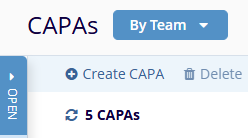 CAPAs
By Team
Create CAPA
Delete
OPEN
5 CAPAs